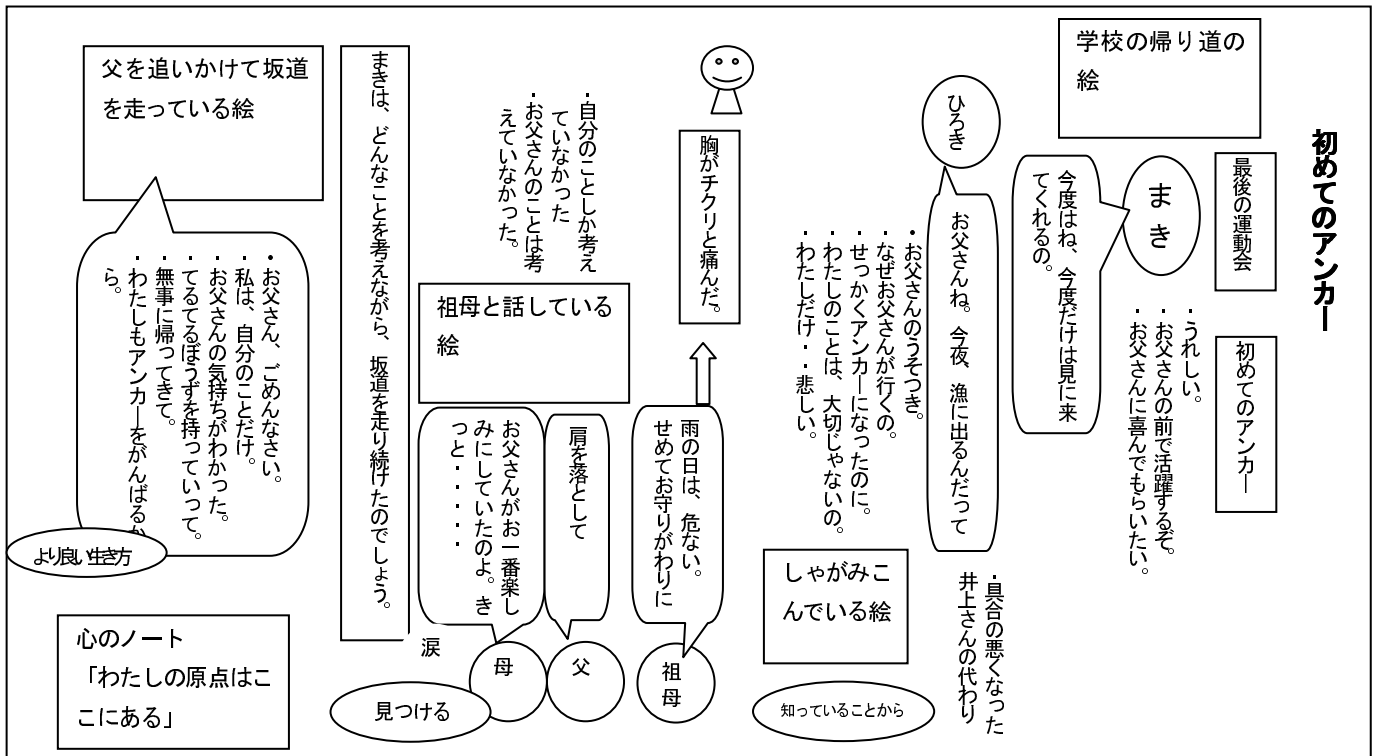 初めてのアンカー
最後の運動会
初めてのアンカー
学校の帰り道の
絵
まき
今度はね、今度だけは見に来
てくれるの。
・うれしい。
・お父さんの前で活躍するぞ。
・お父さんに喜んでもらいたい。
ひろき
お父さんね。今夜、漁に出るんだって
・具合の悪くなった
井上さんの代わり
・お父さんのうそつき。
・なぜお父さんが行くの。
・せっかくアンカーになったのに。
・わたしのことは、大切じゃないの。
・わたしだけ・・悲しい。
しゃがみこ
んでいる絵
知っていることから
胸がチクリと痛んだ。
雨の日は、危ない。
せめてお守りがわりに
祖母
・自分のことしか考え
ていなかった
・お父さんのことは考
えていなかった。
祖母と話している
絵
肩を落として
父
お父さんがお一番楽し
みにしていたのよ。き
っと・・・・・
母
涙
見つける
まきは、どんなことを考えながら、坂道を走り続けたのでしょう。
父を追いかけて坂道
を走っている絵
・お父さん、ごめんなさい。
・私は、自分のことだけ。
・お父さんの気持ちがわかった。
・てるてるぼうずを持っていって。
・無事に帰ってきて。
・わたしもアンカーをがんばるか
ら。
より良い生き方
心のノート
「わたしの原点はこ
こにある」